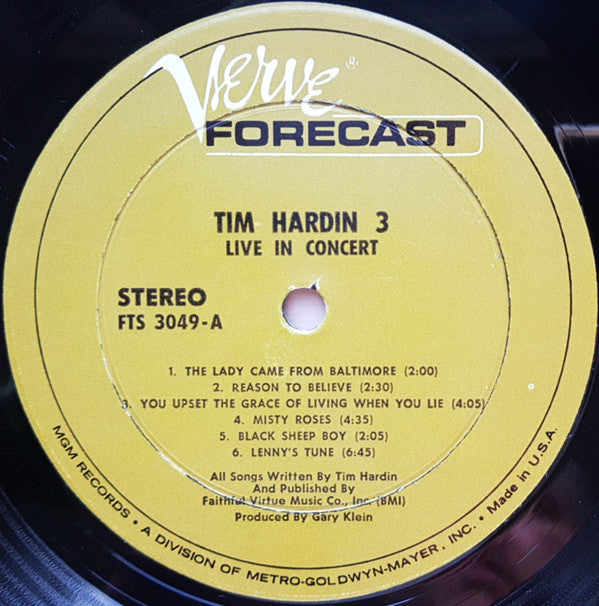 Verve ®
FORECAST
TIM HARDIN 3
LIVE IN CONCERT
STEREO
FTS 3049-A
1. THE LADY CAME FROM BALTIMORE (2:00)
2. REASON TO BELIEVE (2:30)
3. YOU UPSET THE GRACE OF LIVING WHEN YOU LIE (4:05)
4. MISTY ROSES (4:35)
5. BLACK SHEEP BOY (2:05)
6. LENNY'S TUNE (6:45)
All Songs Written By Tim Hardin
And Published By
Faithful Virtue Music Co., Inc. (BMI)
Produced By Gary Klein
MGM RECORDS • A DIVISION OF METRO-GOLDWYN-MAYER, INC. • Made in U.S.A.